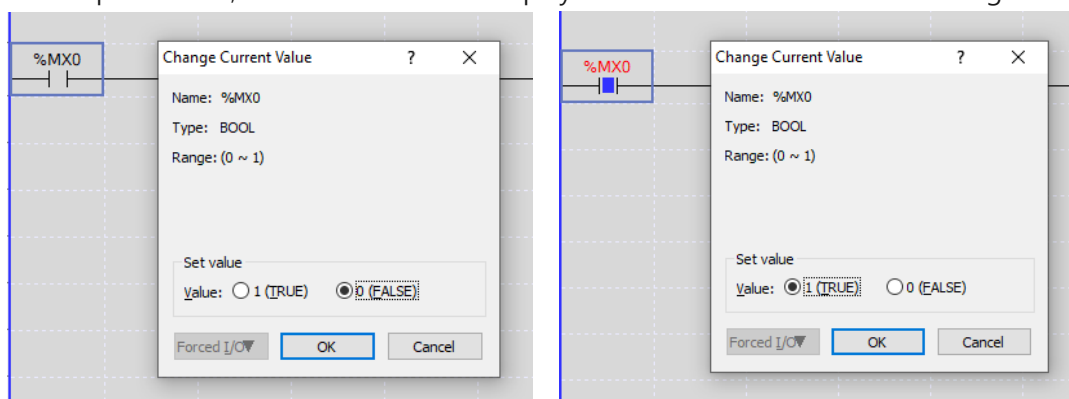 %MX0
Change Current Value ? ×
Name: %MX0
Type: BOOL
Range: (0 ~ 1)
Set value
Value: 1 (TRUE) 0 (FALSE)
Forced I/O▼ OK Cancel
%MX0
Change Current Value ? ×
Name: %MX0
Type: BOOL
Range: (0 ~ 1)
Set value
Value: 1 (TRUE) 0 (FALSE)
Forced I/O▼ OK Cancel